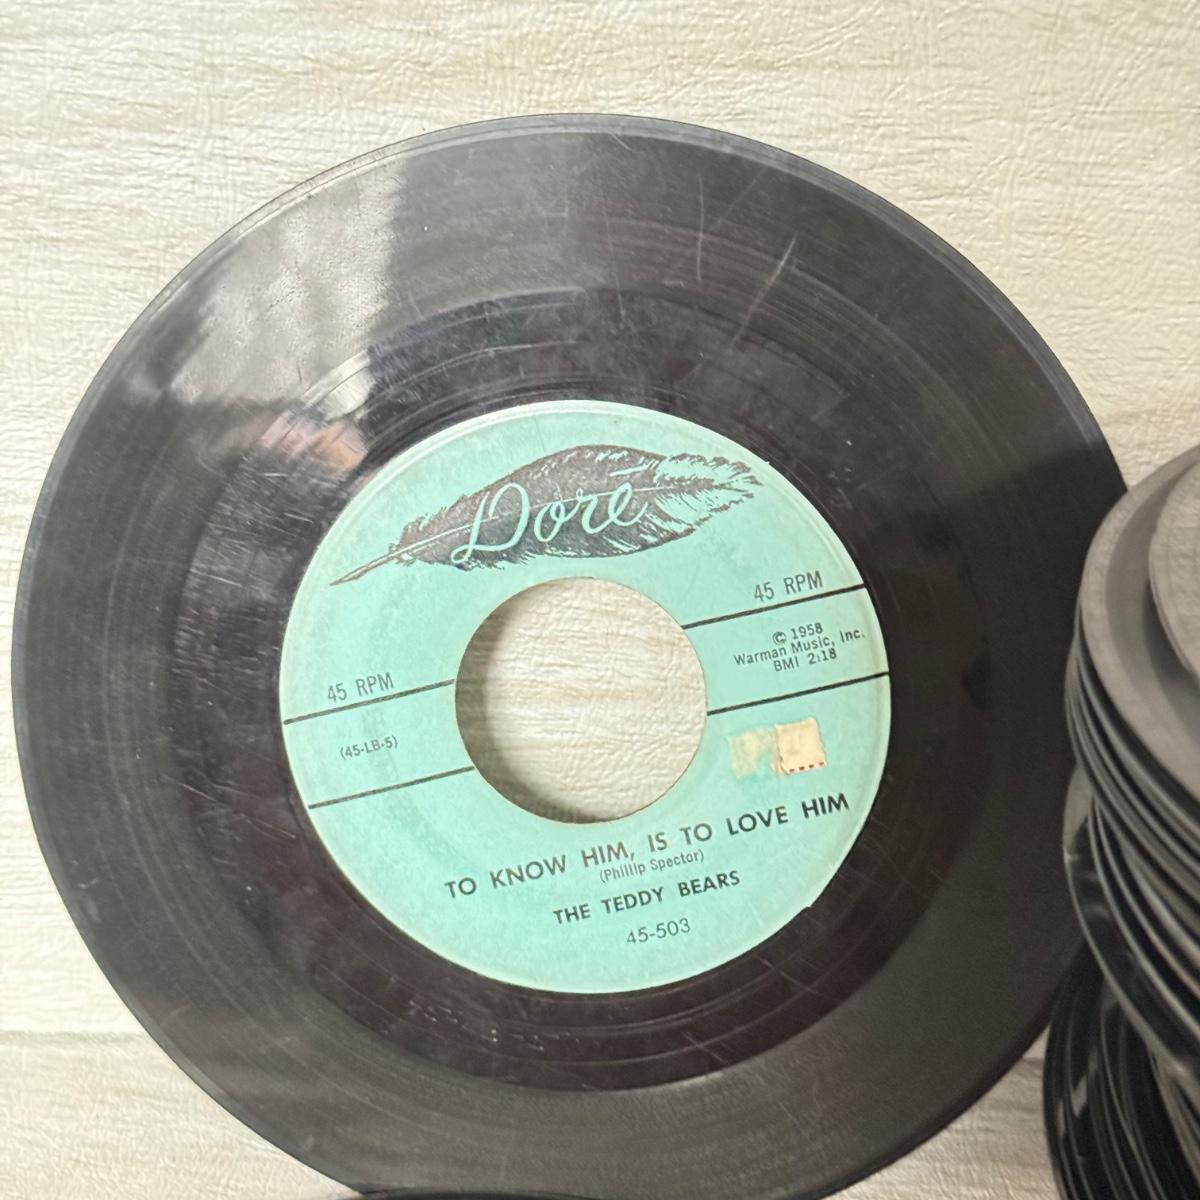 Doré
45 RPM
© 1958
Warman Music, Inc.
BMI 2:18
45 RPM
(45-LB-5)
TO KNOW HIM, IS TO LOVE HIM
(Phillip Spector)
THE TEDDY BEARS
45-503